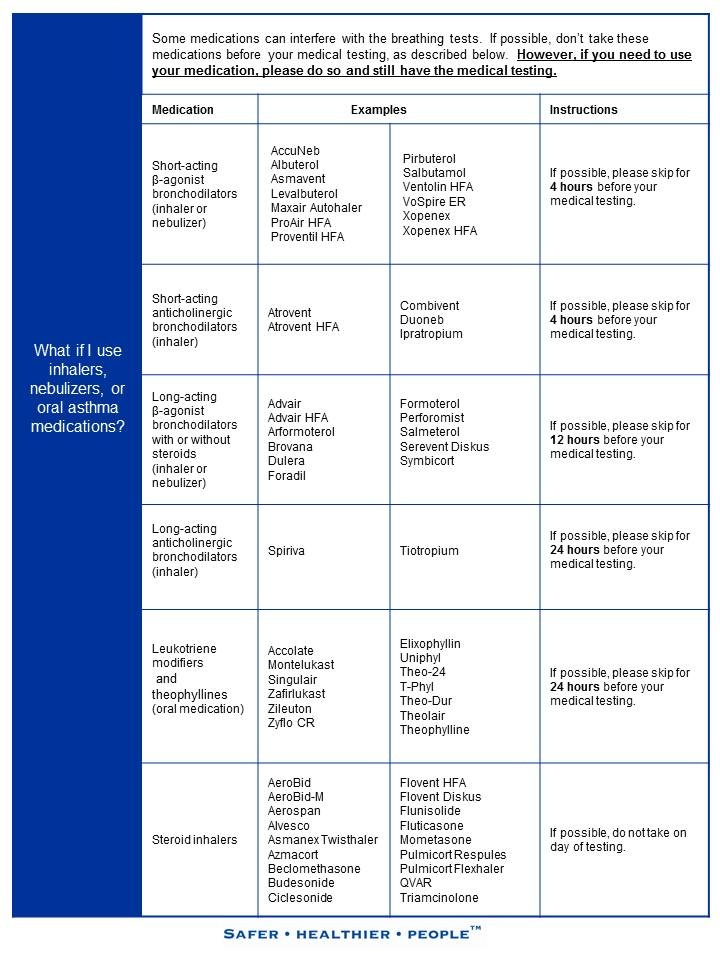 Some medications can interfere with the breathing tests. If possible, don't take these
medications before your medical testing, as described below. However, if you need to use
your medication, please do so and still have the medical testing.
What if I use
inhalers,
nebulizers, or
oral asthma
medications?
Medication
Examples
Instructions
Short-acting
β-agonist
bronchodilators
(inhaler or
nebulizer)
AccuNeb
Albuterol
Asmavent
Levalbuterol
Maxair Autohaler
ProAir HFA
Proventil HFA
Pirbuterol
Salbutamol
Ventolin HFA
VoSpire ER
Xopenex
Xopenex HFA
If possible, please skip for
4 hours before your
medical testing.
Short-acting
anticholinergic
bronchodilators
(inhaler)
Atrovent
Atrovent HFA
Combivent
Duoneb
Ipratropium
If possible, please skip for
4 hours before your
medical testing.
Long-acting
β-agonist
bronchodilators
with or without
steroids
(inhaler or
nebulizer)
Advair
Advair HFA
Arformoterol
Brovana
Dulera
Foradil
Formoterol
Perforomist
Salmeterol
Serevent Diskus
Symbicort
If possible, please skip for
12 hours before your
medical testing.
Long-acting
anticholinergic
bronchodilators
(inhaler)
Spiriva
Tiotropium
If possible, please skip for
24 hours before your
medical testing.
Leukotriene
modifiers
and
theophyllines
(oral medication)
Accolate
Montelukast
Singulair
Zafirlukast
Zileuton
Zyflo CR
Elixophyllin
Uniphyl
Theo-24
T-Phyl
Theo-Dur
Theolair
Theophylline
If possible, please skip for
24 hours before your
medical testing.
Steroid inhalers
AeroBid
AeroBid-M
Aerospan
Alvesco
Asmanex Twisthaler
Azmacort
Beclomethasone
Budesonide
Ciclesonide
Flovent HFA
Flovent Diskus
Flunisolide
Fluticasone
Mometasone
Pulmicort Respules
Pulmicort Flexhaler
QVAR
Triamcinolone
If possible, do not take on
day of testing.
SAFER • HEALTHIER • PEOPLE™